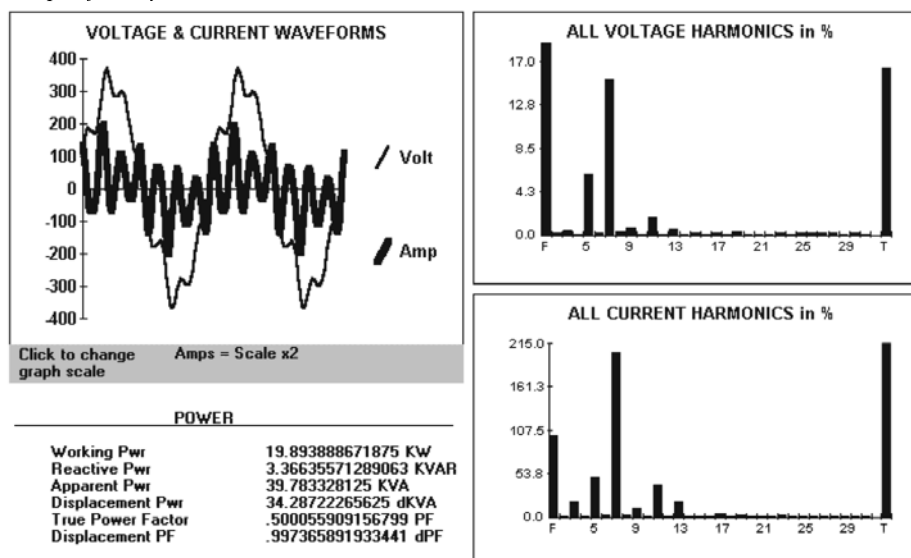 VOLTAGE & CURRENT WAVEFORMS
400
300
200
100
0
-100
-200
-300
-400
Volt
Amp
Click to change
graph scale
Amps = Scale x2
POWER
Working Pwr 19.893888671875 KW
Reactive Pwr 3.36635571289063 KVAR
Apparent Pwr 39.783328125 KVA
Displacement Pwr 34.28722265625 dKVA
True Power Factor .500055909156799 PF
Displacement PF .997365891933441 dPF
ALL VOLTAGE HARMONICS in %
17.0
12.8
8.5
4.3
0.0
F 5 9 13 17 21 25 29 T
ALL CURRENT HARMONICS in %
215.0
161.3
107.5
53.8
0.0
F 5 9 13 17 21 25 29 T